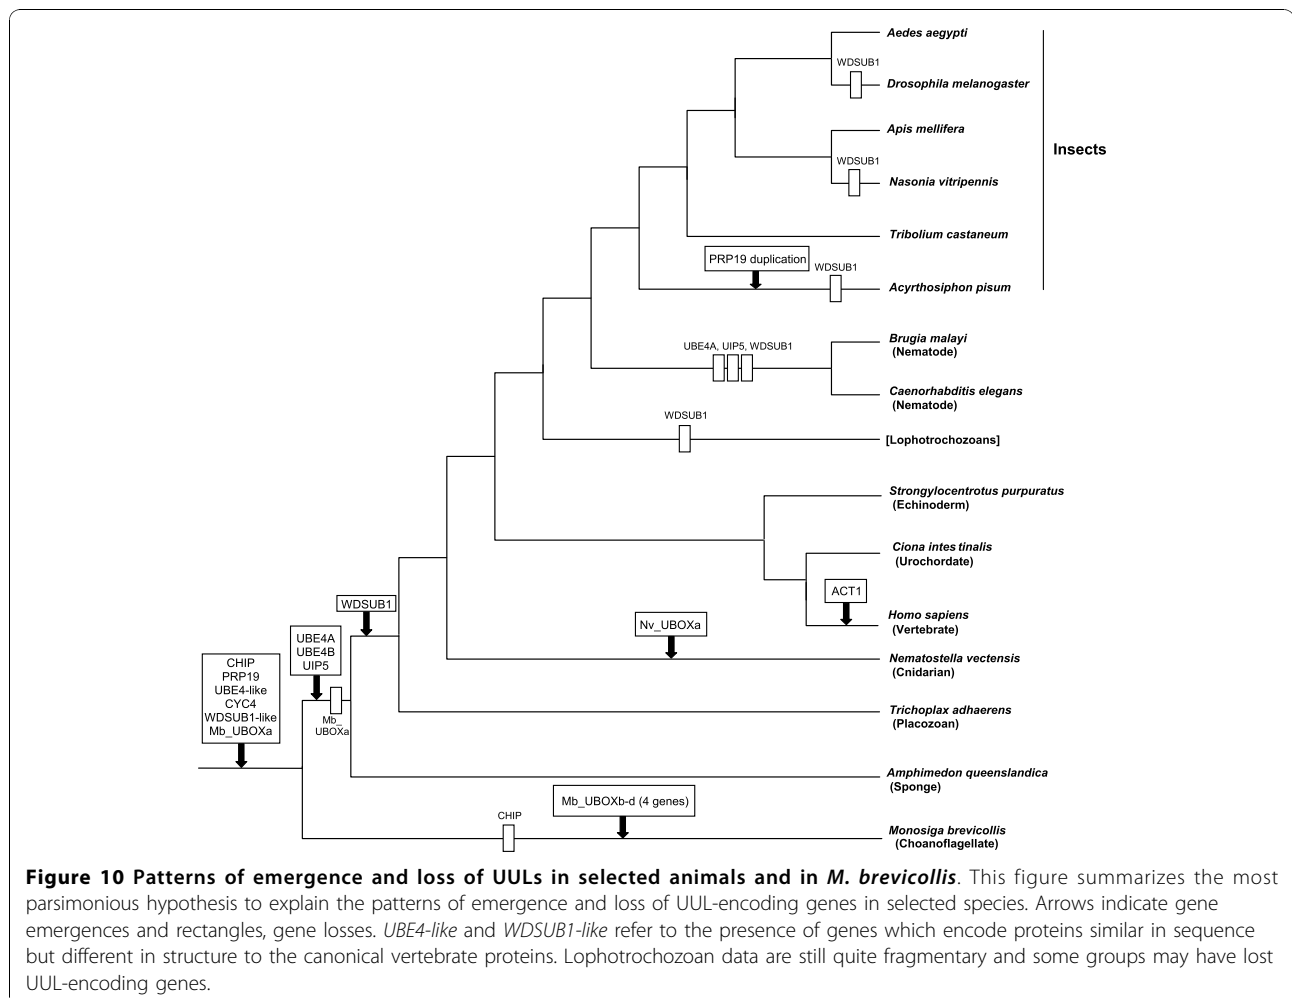 Aedes aegypti
WDSUB1
Drosophila melanogaster
Apis mellifera
Insects
WDSUB1
Nasonia vitripennis
Tribolium castaneum
PRP19 duplication
WDSUB1
Acyrthosiphon pisum
Brugia malayi
(Nematode)
UBE4A, UIP5, WDSUB1
Caenorhabditis elegans
(Nematode)
WDSUB1
[Lophotrochozoans]
Strongylocentrotus purpuratus
(Echinoderm)
Ciona intes tinalis
(Urochordate)
ACT1
Homo sapiens
(Vertebrate)
WDSUB1
Nv_UBOXa
UBE4A
UBE4B
UIP5
Nematostella vectensis
(Cnidarian)
CHIP
PRP19
UBE4-like
CYC4
WDSUB1-like
Mb_UBOXa
Mb_
UBOXa
Trichoplax adhaerens
(Placozoan)
Amphimedon queenslandica
(Sponge)
Mb_UBOXb-d (4 genes)
CHIP
Monosiga brevicollis
(Choanoflagellate)
Figure 10 Patterns of emergence and loss of UULs in selected animals and in M. brevicollis. This figure summarizes the most
parsimonious hypothesis to explain the patterns of emergence and loss of UUL-encoding genes in selected species. Arrows indicate gene
emergences and rectangles, gene losses. UBE4-like and WDSUB1-like refer to the presence of genes which encode proteins similar in sequence
but different in structure to the canonical vertebrate proteins. Lophotrochozoan data are still quite fragmentary and some groups may have lost
UUL-encoding genes.